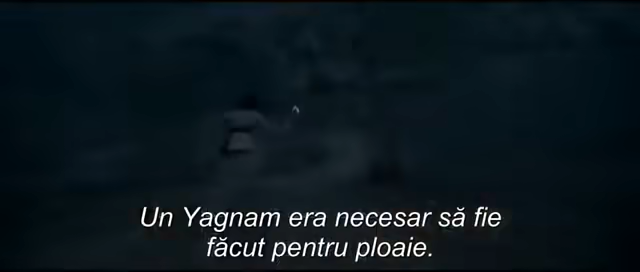 Un Yagnam era necesar să fie
făcut pentru ploaie.